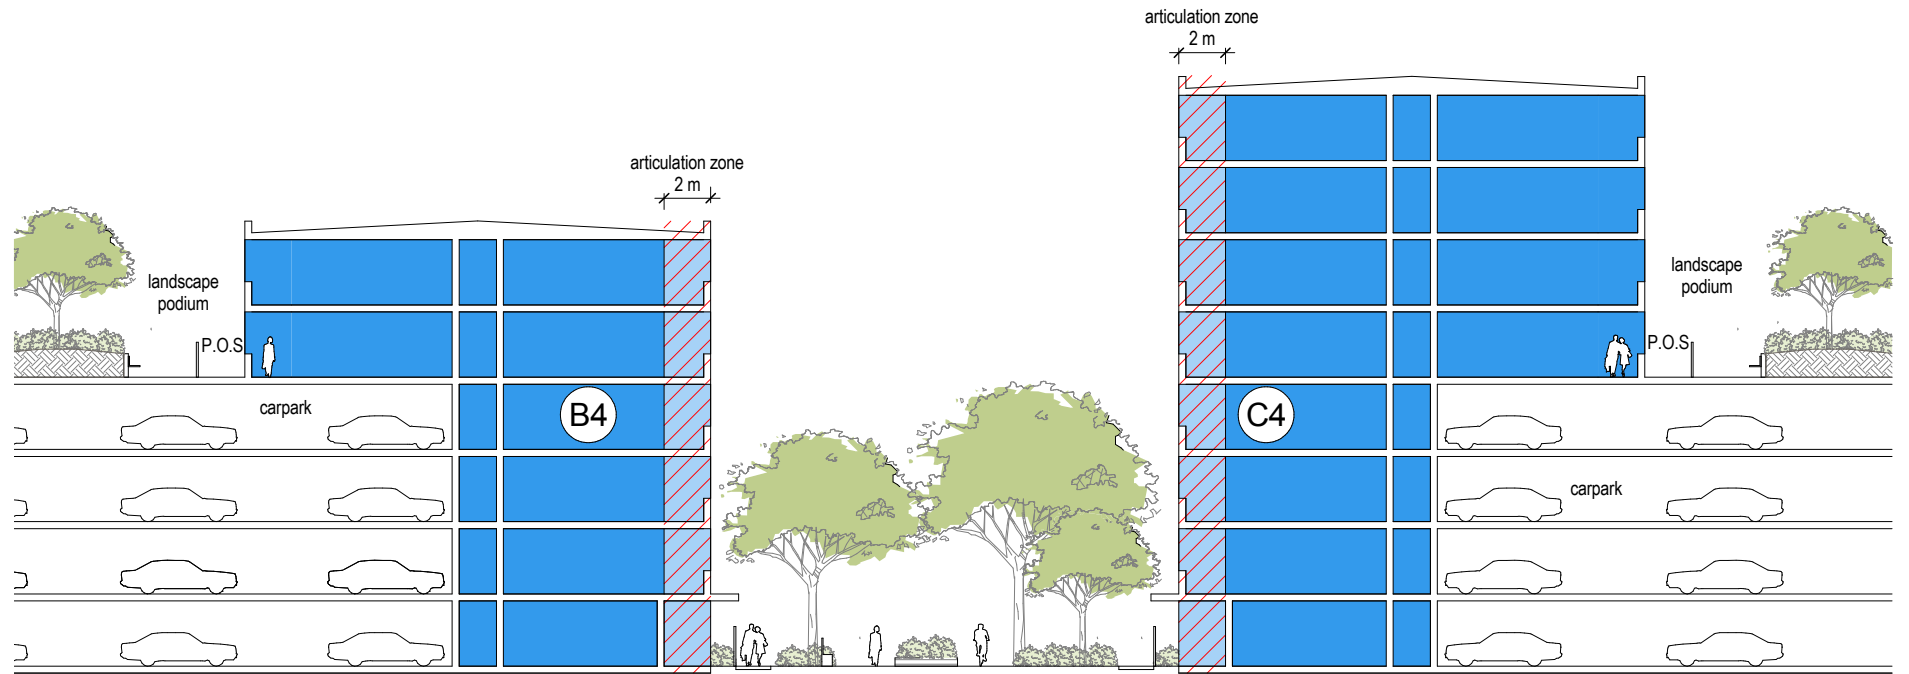 articulation zone
2 m
articulation zone
2 m
landscape
podium
P.O.S
landscape
podium
P.O.S
carpark
B4
C4
carpark